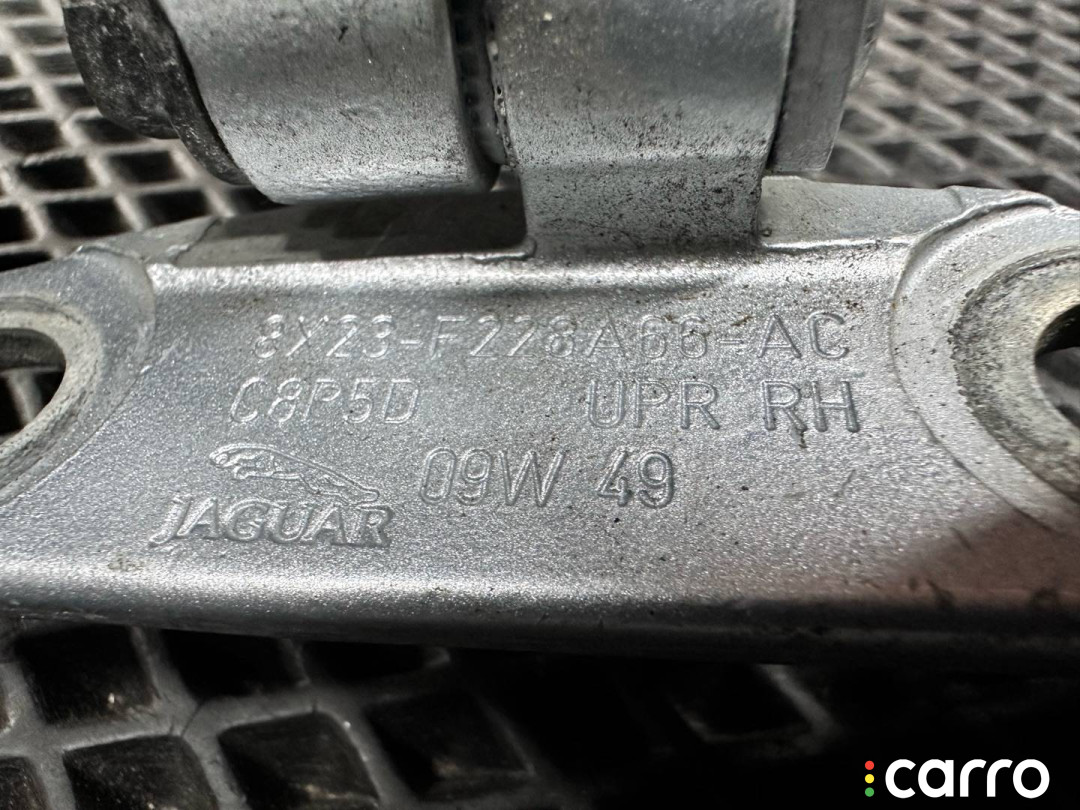 8X23-F228A66-AC
C8P5D UPR RH
09W 49
JAGUAR
carro